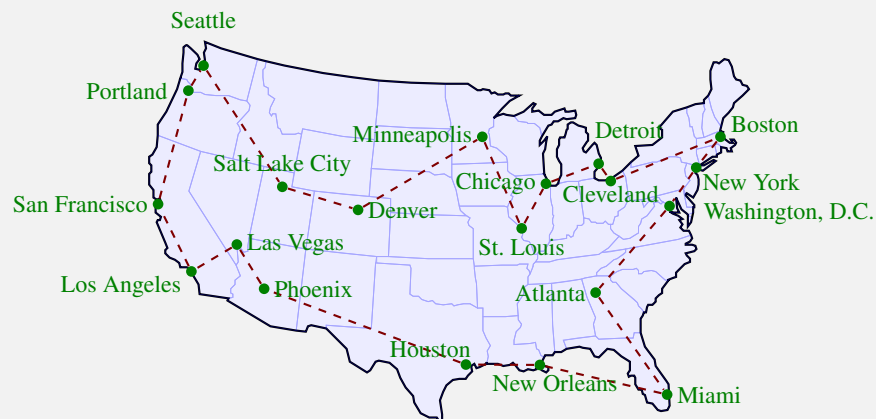 Seattle
Portland
Minneapolis
Detroit
Boston
Salt Lake City
Chicago
Cleveland
New York
San Francisco
Denver
Washington, D.C.
Las Vegas
St. Louis
Los Angeles
Phoenix
Atlanta
Houston
New Orleans
Miami